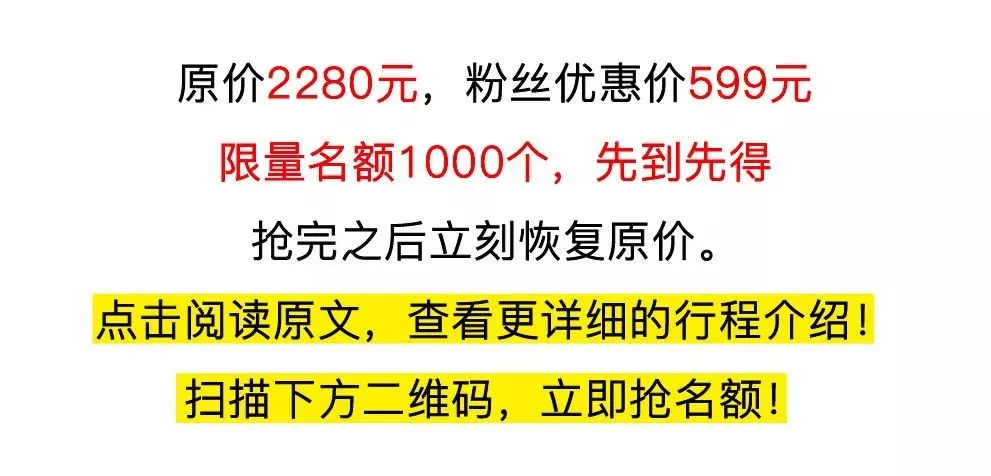 原价2280元，粉丝优惠价599元
限量名额1000个，先到先得
抢完之后立刻恢复原价。
点击阅读原文，查看更详细的行程介绍！
扫描下方二维码，立即抢名额！